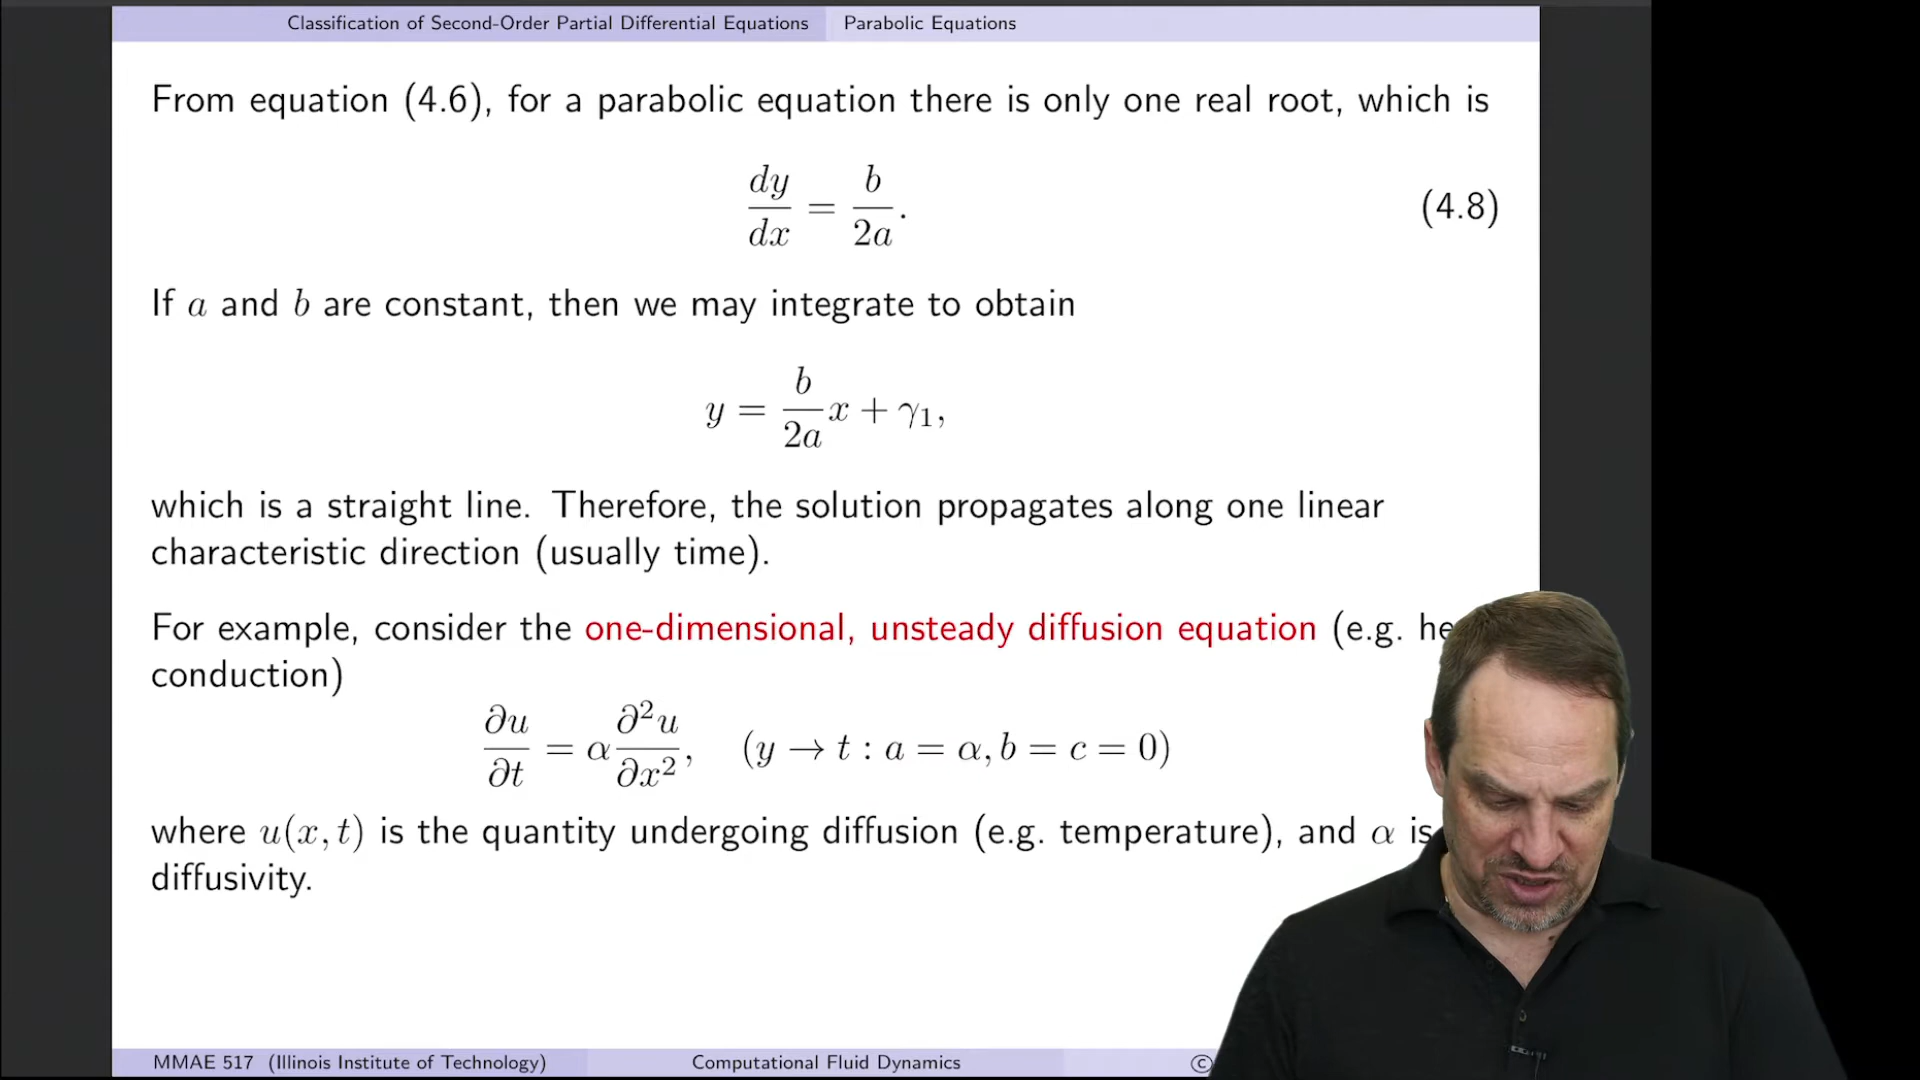 Classification of Second-Order Partial Differential Equations Parabolic Equations
From equation (4.6), for a parabolic equation there is only one real root, which is
dy/dx = b/2a. (4.8)
If a and b are constant, then we may integrate to obtain
y = b/2a x + γ₁,
which is a straight line. Therefore, the solution propagates along one linear
characteristic direction (usually time).
For example, consider the one-dimensional, unsteady diffusion equation (e.g.
conduction)
∂u/∂t = α ∂²u/∂x², (y → t : a = α, b = c = 0)
where u(x, t) is the quantity undergoing diffusion (e.g. temperature), and α is
diffusivity.
MMAE 517 (Illinois Institute of Technology) Computational Fluid Dynamics ©